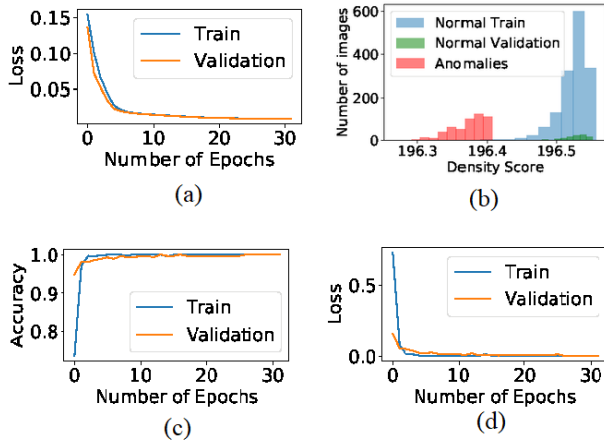 0.15
0.10
0.05
Loss
Train
Validation
0
10
20
30
Number of Epochs
(a)
600
400
200
0
Number of images
Normal Train
Normal Validation
Anomalies
196.3
196.4
196.5
Density Score
(b)
1.0
0.9
0.8
Accuracy
Train
Validation
0
10
20
30
Number of Epochs
(c)
0.5
0.0
Loss
Train
Validation
0
10
20
30
Number of Epochs
(d)